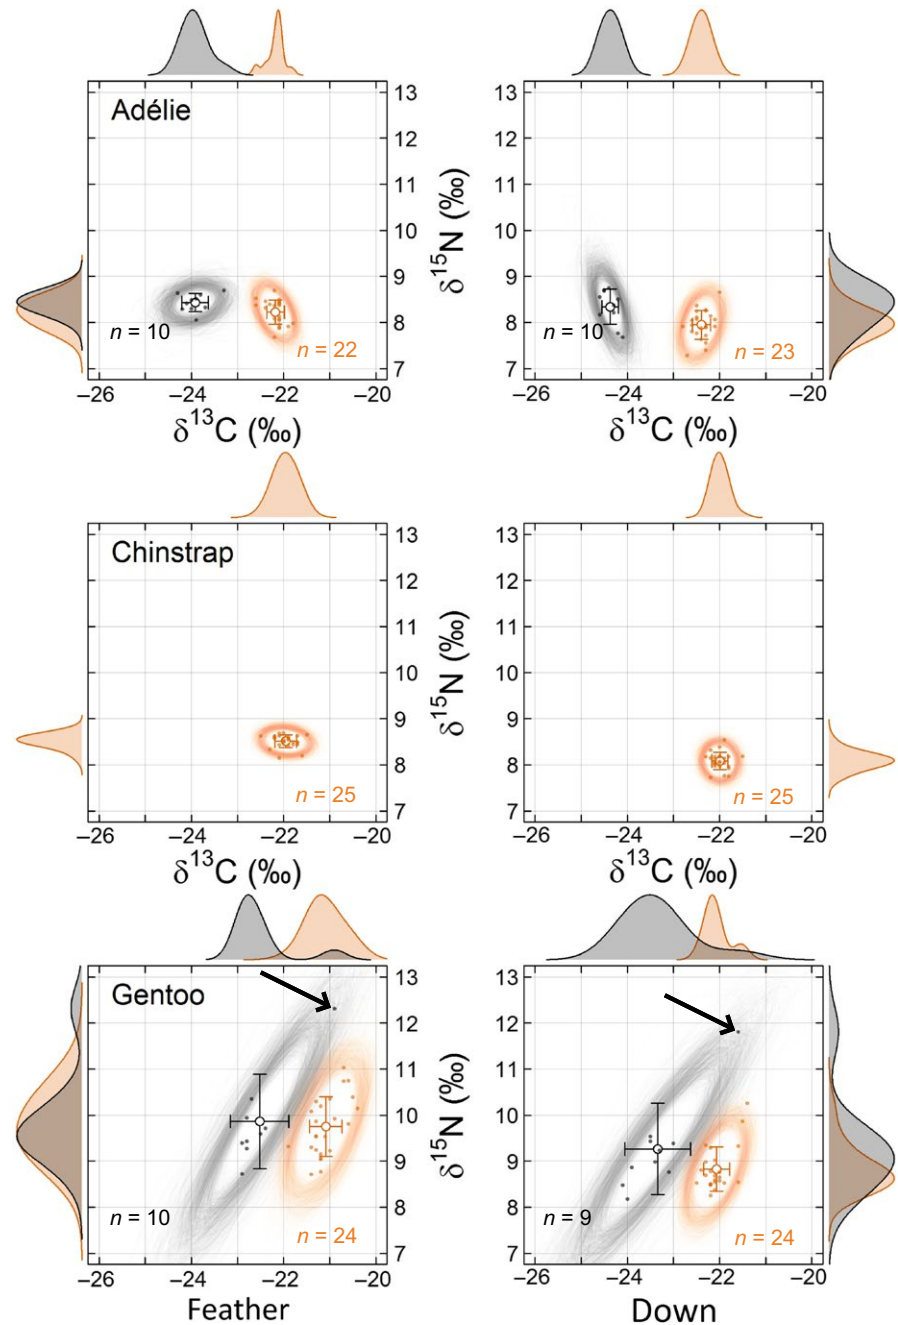 Adélie
13
12
11
10
9
8
7
δ15N (‰)
n = 10
n = 22
–26 –24 –22 –20
δ13C (‰)
13
12
11
10
9
8
7
n = 10
n = 23
–26 –24 –22 –20
δ13C (‰)
Chinstrap
13
12
11
10
9
8
7
δ15N (‰)
n = 25
–26 –24 –22 –20
δ13C (‰)
13
12
11
10
9
8
7
n = 25
–26 –24 –22 –20
δ13C (‰)
Gentoo
13
12
11
10
9
8
7
δ15N (‰)
n = 10
n = 24
–26 –24 –22 –20
Feather
13
12
11
10
9
8
7
n = 9
n = 24
–26 –24 –22 –20
Down